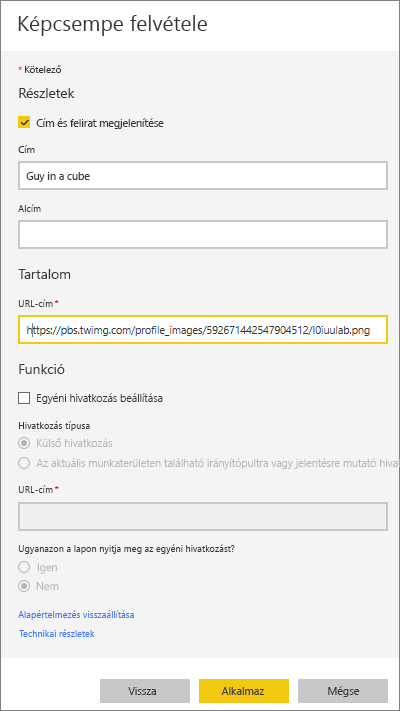 Képcsempe felvétele
* Kötelező
Részletek
Cím és felirat megjelenítése
Cím
Guy in a cube
Alcím
Tartalom
URL-cím *
https://pbs.twimg.com/profile_images/592671442547904512/l0iuulab.png
Funkció
Egyéni hivatkozás beállítása
Hivatkozás típusa
Külső hivatkozás
Az aktuális munkaterületen található irányítópultra vagy jelentésre mutató hiva
URL-cím *
Ugyanazon a lapon nyitja meg az egyéni hivatkozást?
Igen
Nem
Alapértelmezés visszaállítása
Technikai részletek
Vissza Alkalmaz Mégse